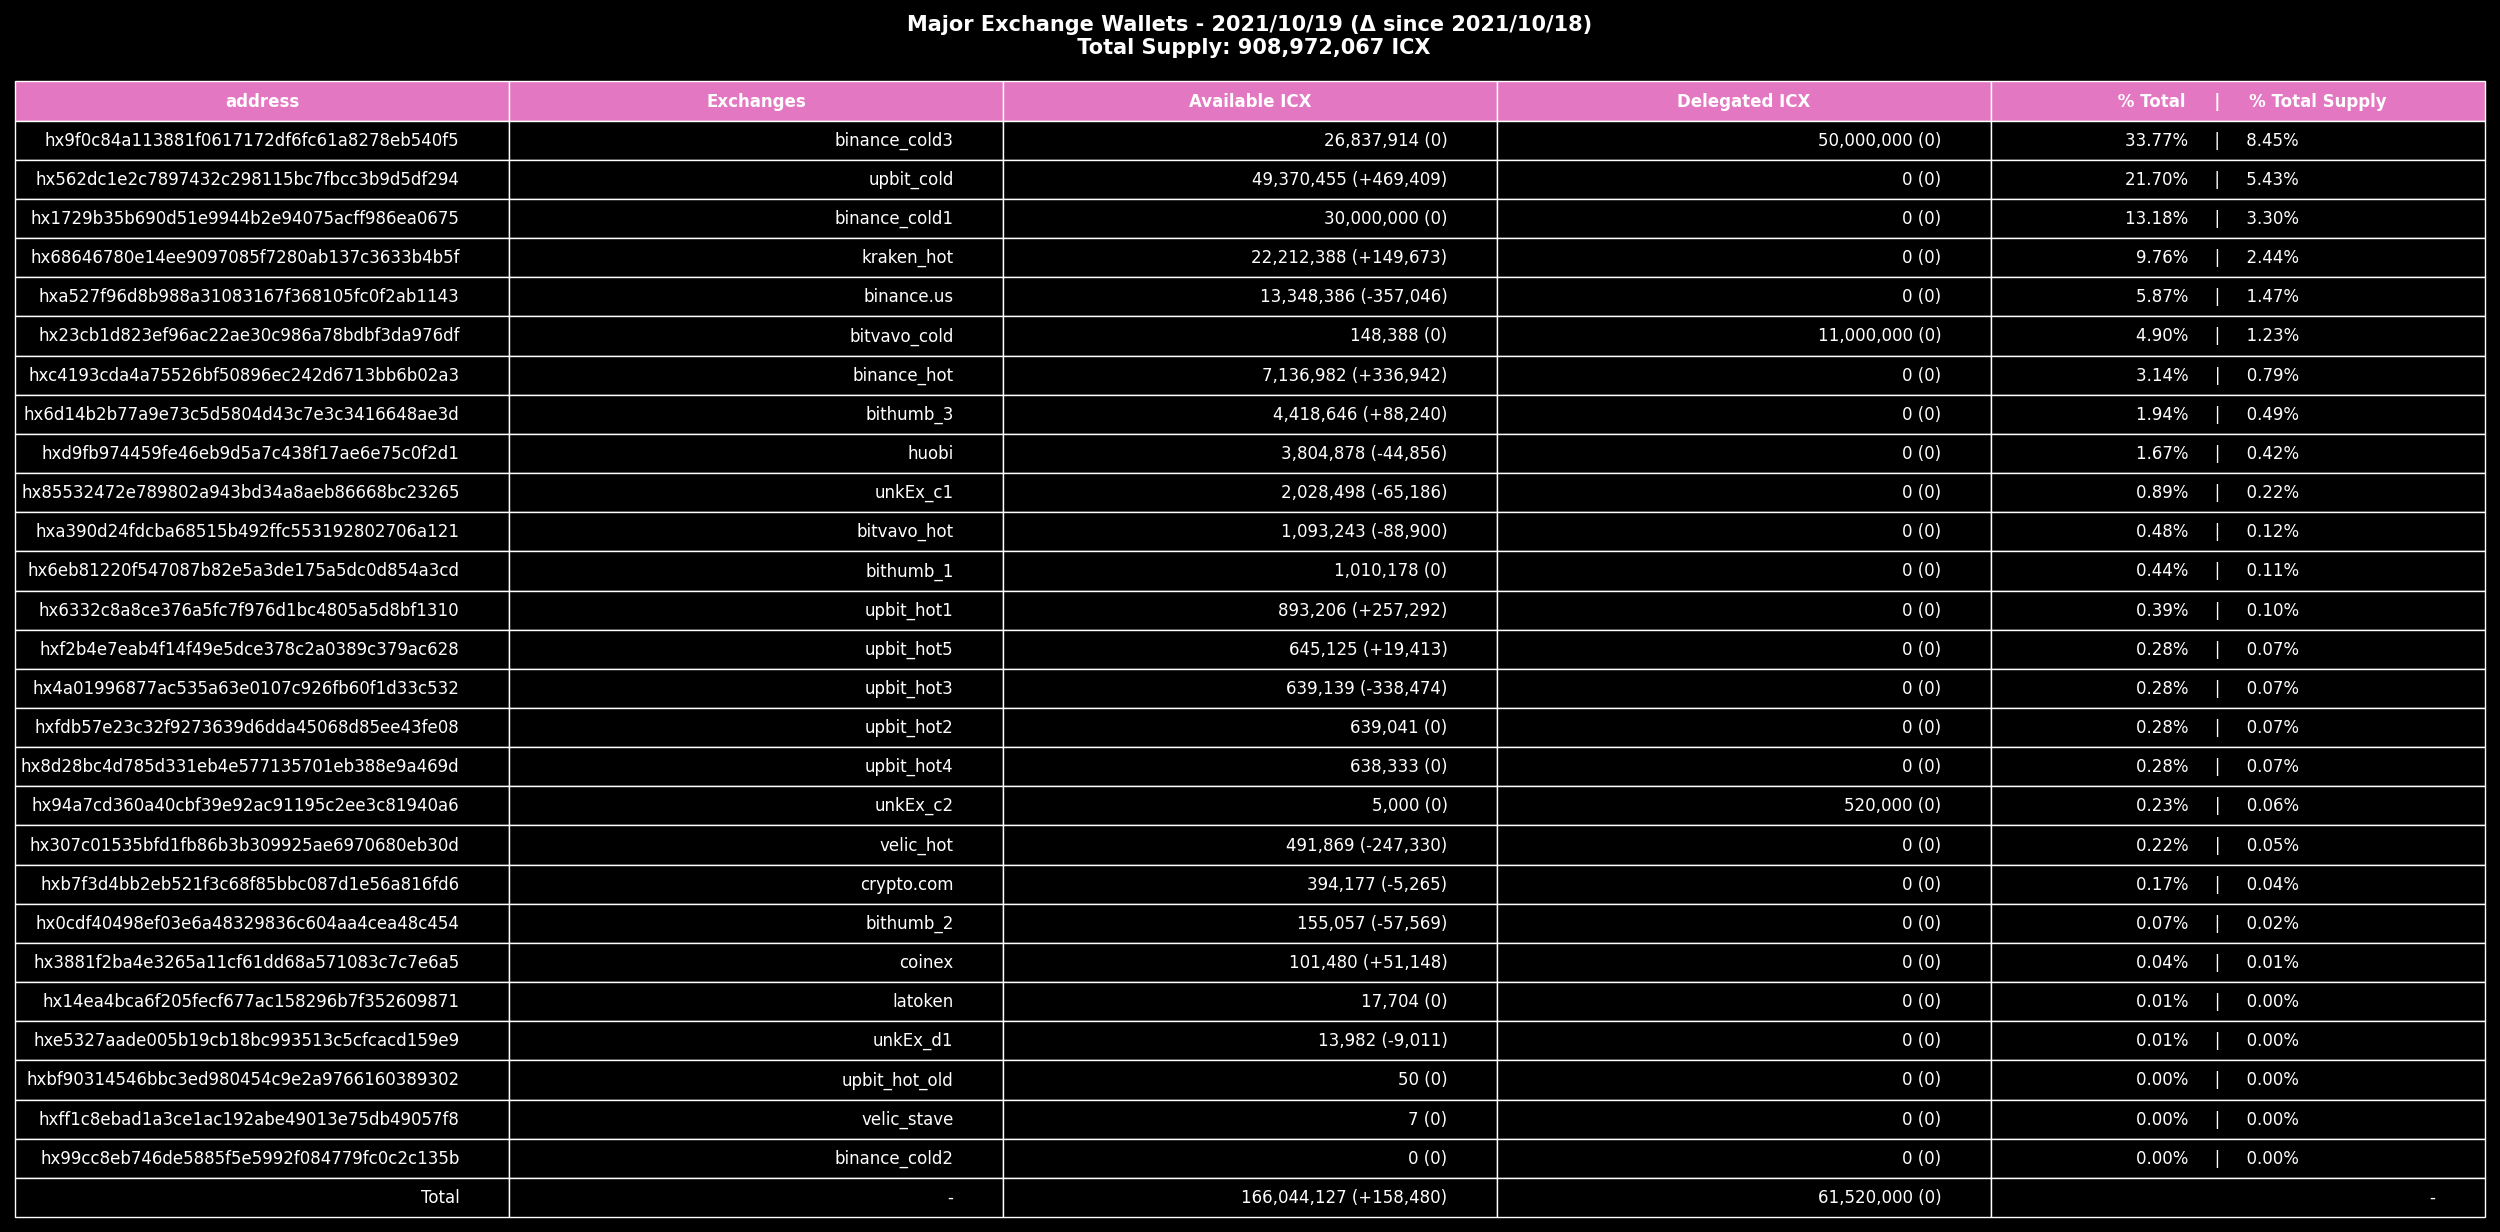 Major Exchange Wallets - 2021/10/19 (Δ since 2021/10/18)
Total Supply: 908,972,067 ICX
address Exchanges Available ICX Delegated ICX % Total | % Total Supply
hx9f0c84a113881f0617172df6fc61a8278eb540f5 binance_cold3 26,837,914 (0) 50,000,000 (0) 33.77% | 8.45%
hx562dc1e2c7897432c298115bc7fbcc3b9d5df294 upbit_cold 49,370,455 (+469,409) 0 (0) 21.70% | 5.43%
hx1729b35b690d51e9944b2e94075acff986ea0675 binance_cold1 30,000,000 (0) 0 (0) 13.18% | 3.30%
hx68646780e14ee9097085f7280ab137c3633b4b5f kraken_hot 22,212,388 (+149,673) 0 (0) 9.76% | 2.44%
hxa527f96d8b988a31083167f368105fc0f2ab1143 binance.us 13,348,386 (-357,046) 0 (0) 5.87% | 1.47%
hx23cb1d823ef96ac22ae30c986a78bdbf3da976df bitvavo_cold 148,388 (0) 11,000,000 (0) 4.90% | 1.23%
hxc4193cda4a75526bf50896ec242d6713bb6b02a3 binance_hot 7,136,982 (+336,942) 0 (0) 3.14% | 0.79%
hx6d14b2b77a9e73c5d5804d43c7e3c3416648ae3d bithumb_3 4,418,646 (+88,240) 0 (0) 1.94% | 0.49%
hxd9fb974459fe46eb9d5a7c438f17ae6e75c0f2d1 huobi 3,804,878 (-44,856) 0 (0) 1.67% | 0.42%
hx85532472e789802a943bd34a8aeb86668bc23265 unkEx_c1 2,028,498 (-65,186) 0 (0) 0.89% | 0.22%
hxa390d24fdcba68515b492ffc553192802706a121 bitvavo_hot 1,093,243 (-88,900) 0 (0) 0.48% | 0.12%
hx6eb81220f547087b82e5a3de175a5dc0d854a3cd bithumb_1 1,010,178 (0) 0 (0) 0.44% | 0.11%
hx6332c8a8ce376a5fc7f976d1bc4805a5d8bf1310 upbit_hot1 893,206 (+257,292) 0 (0) 0.39% | 0.10%
hxf2b4e7eab4f14f49e5dce378c2a0389c379ac628 upbit_hot5 645,125 (+19,413) 0 (0) 0.28% | 0.07%
hx4a01996877ac535a63e0107c926fb60f1d33c532 upbit_hot3 639,139 (-338,474) 0 (0) 0.28% | 0.07%
hxfdb57e23c32f9273639d6dda45068d85ee43fe08 upbit_hot2 639,041 (0) 0 (0) 0.28% | 0.07%
hx8d28bc4d785d331eb4e577135701eb388e9a469d upbit_hot4 638,333 (0) 0 (0) 0.28% | 0.07%
hx94a7cd360a40cbf39e92ac91195c2ee3c81940a6 unkEx_c2 5,000 (0) 520,000 (0) 0.23% | 0.06%
hx307c01535bfd1fb86b3b309925ae6970680eb30d velic_hot 491,869 (-247,330) 0 (0) 0.22% | 0.05%
hxb7f3d4bb2eb521f3c68f85bbc087d1e56a816fd6 crypto.com 394,177 (-5,265) 0 (0) 0.17% | 0.04%
hx0cdf40498ef03e6a48329836c604aa4cea48c454 bithumb_2 155,057 (-57,569) 0 (0) 0.07% | 0.02%
hx3881f2ba4e3265a11cf61dd68a571083c7c7e6a5 coinex 101,480 (+51,148) 0 (0) 0.04% | 0.01%
hx14ea4bca6f205fecf677ac158296b7f352609871 latoken 17,704 (0) 0 (0) 0.01% | 0.00%
hxe5327aade005b19cb18bc993513c5cfcacd159e9 unkEx_d1 13,982 (-9,011) 0 (0) 0.01% | 0.00%
hxbf90314546bbc3ed980454c9e2a9766160389302 upbit_hot_old 50 (0) 0 (0) 0.00% | 0.00%
hxff1c8ebad1a3ce1ac192abe49013e75db49057f8 velic_stave 7 (0) 0 (0) 0.00% | 0.00%
hx99cc8eb746de5885f5e5992f084779fc0c2c135b binance_cold2 0 (0) 0 (0) 0.00% | 0.00%
Total - 166,044,127 (+158,480) 61,520,000 (0) -